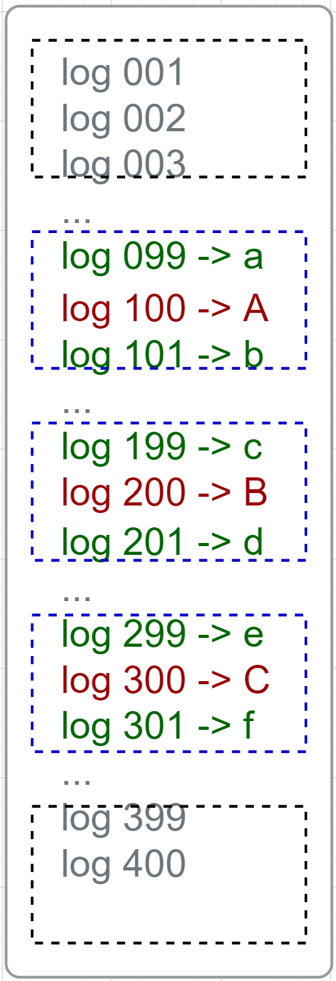 log 001
log 002
log 003
...
log 099 -> a
log 100 -> A
log 101 -> b
...
log 199 -> c
log 200 -> B
log 201 -> d
...
log 299 -> e
log 300 -> C
log 301 -> f
...
log 399
log 400